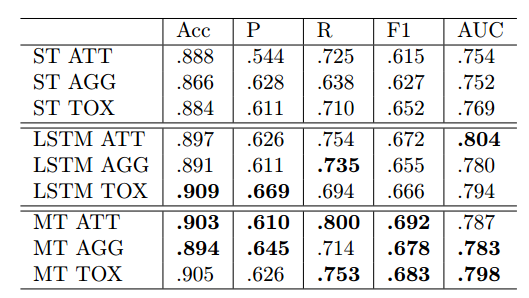 Acc P R F1 AUC
ST ATT .888 .544 .725 .615 .754
ST AGG .866 .628 .638 .627 .752
ST TOX .884 .611 .710 .652 .769
LSTM ATT .897 .626 .754 .672 .804
LSTM AGG .891 .611 .735 .655 .780
LSTM TOX .909 .669 .694 .666 .794
MT ATT .903 .610 .800 .692 .787
MT AGG .894 .645 .714 .678 .783
MT TOX .905 .626 .753 .683 .798